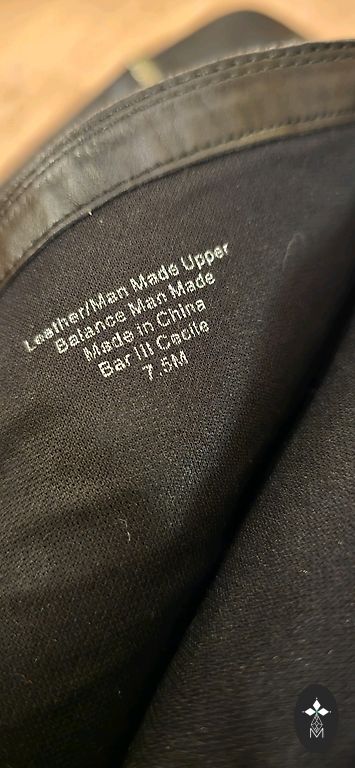 Leather/Man Made Upper
Balance Man Made
Made in China
Bar III Cecile
7.5M
M